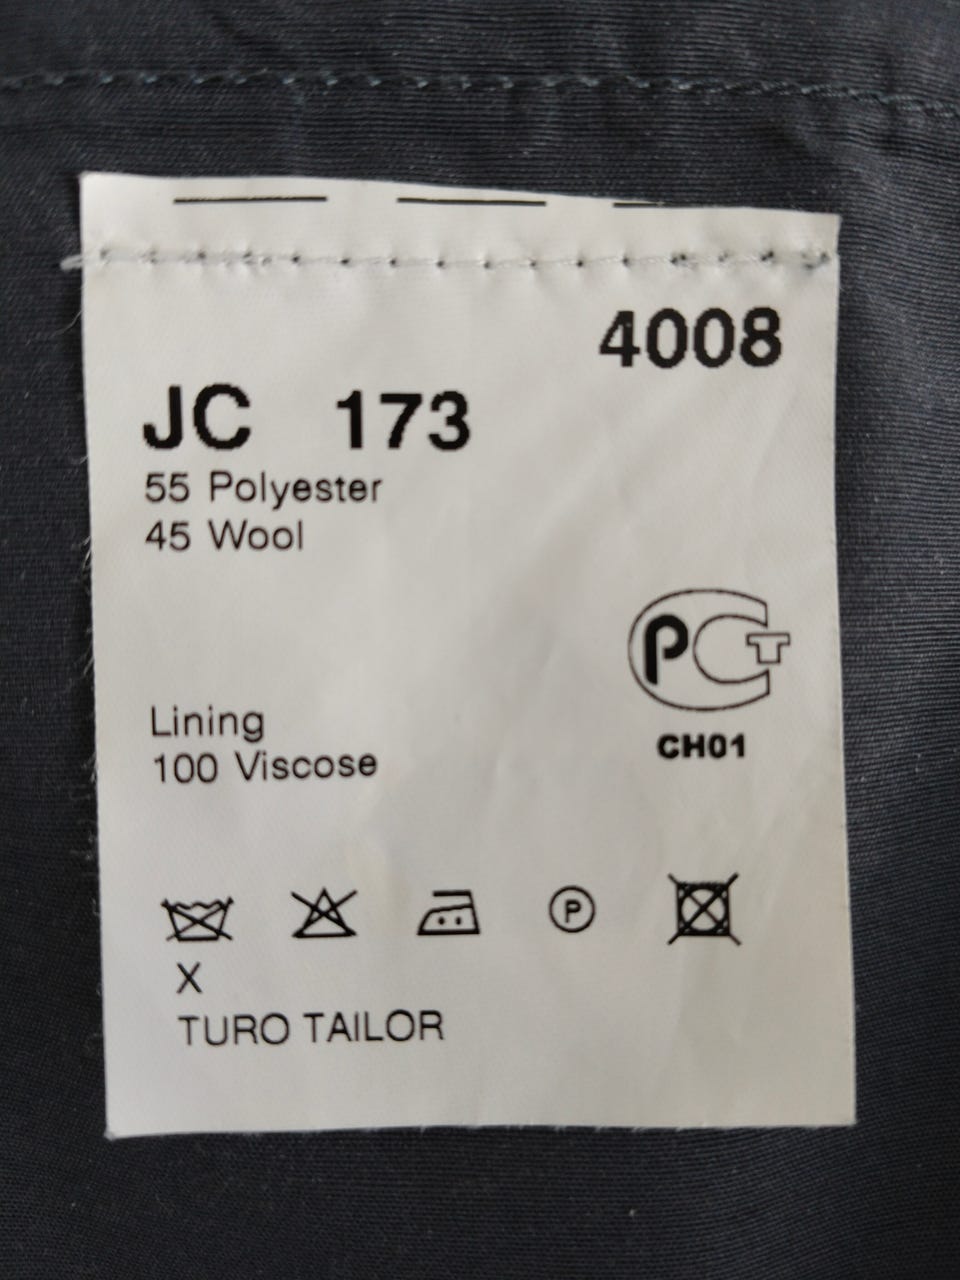 4008
JC 173
55 Polyester
45 Wool
PCT
CH01
Lining
100 Viscose
P
X
TURO TAILOR